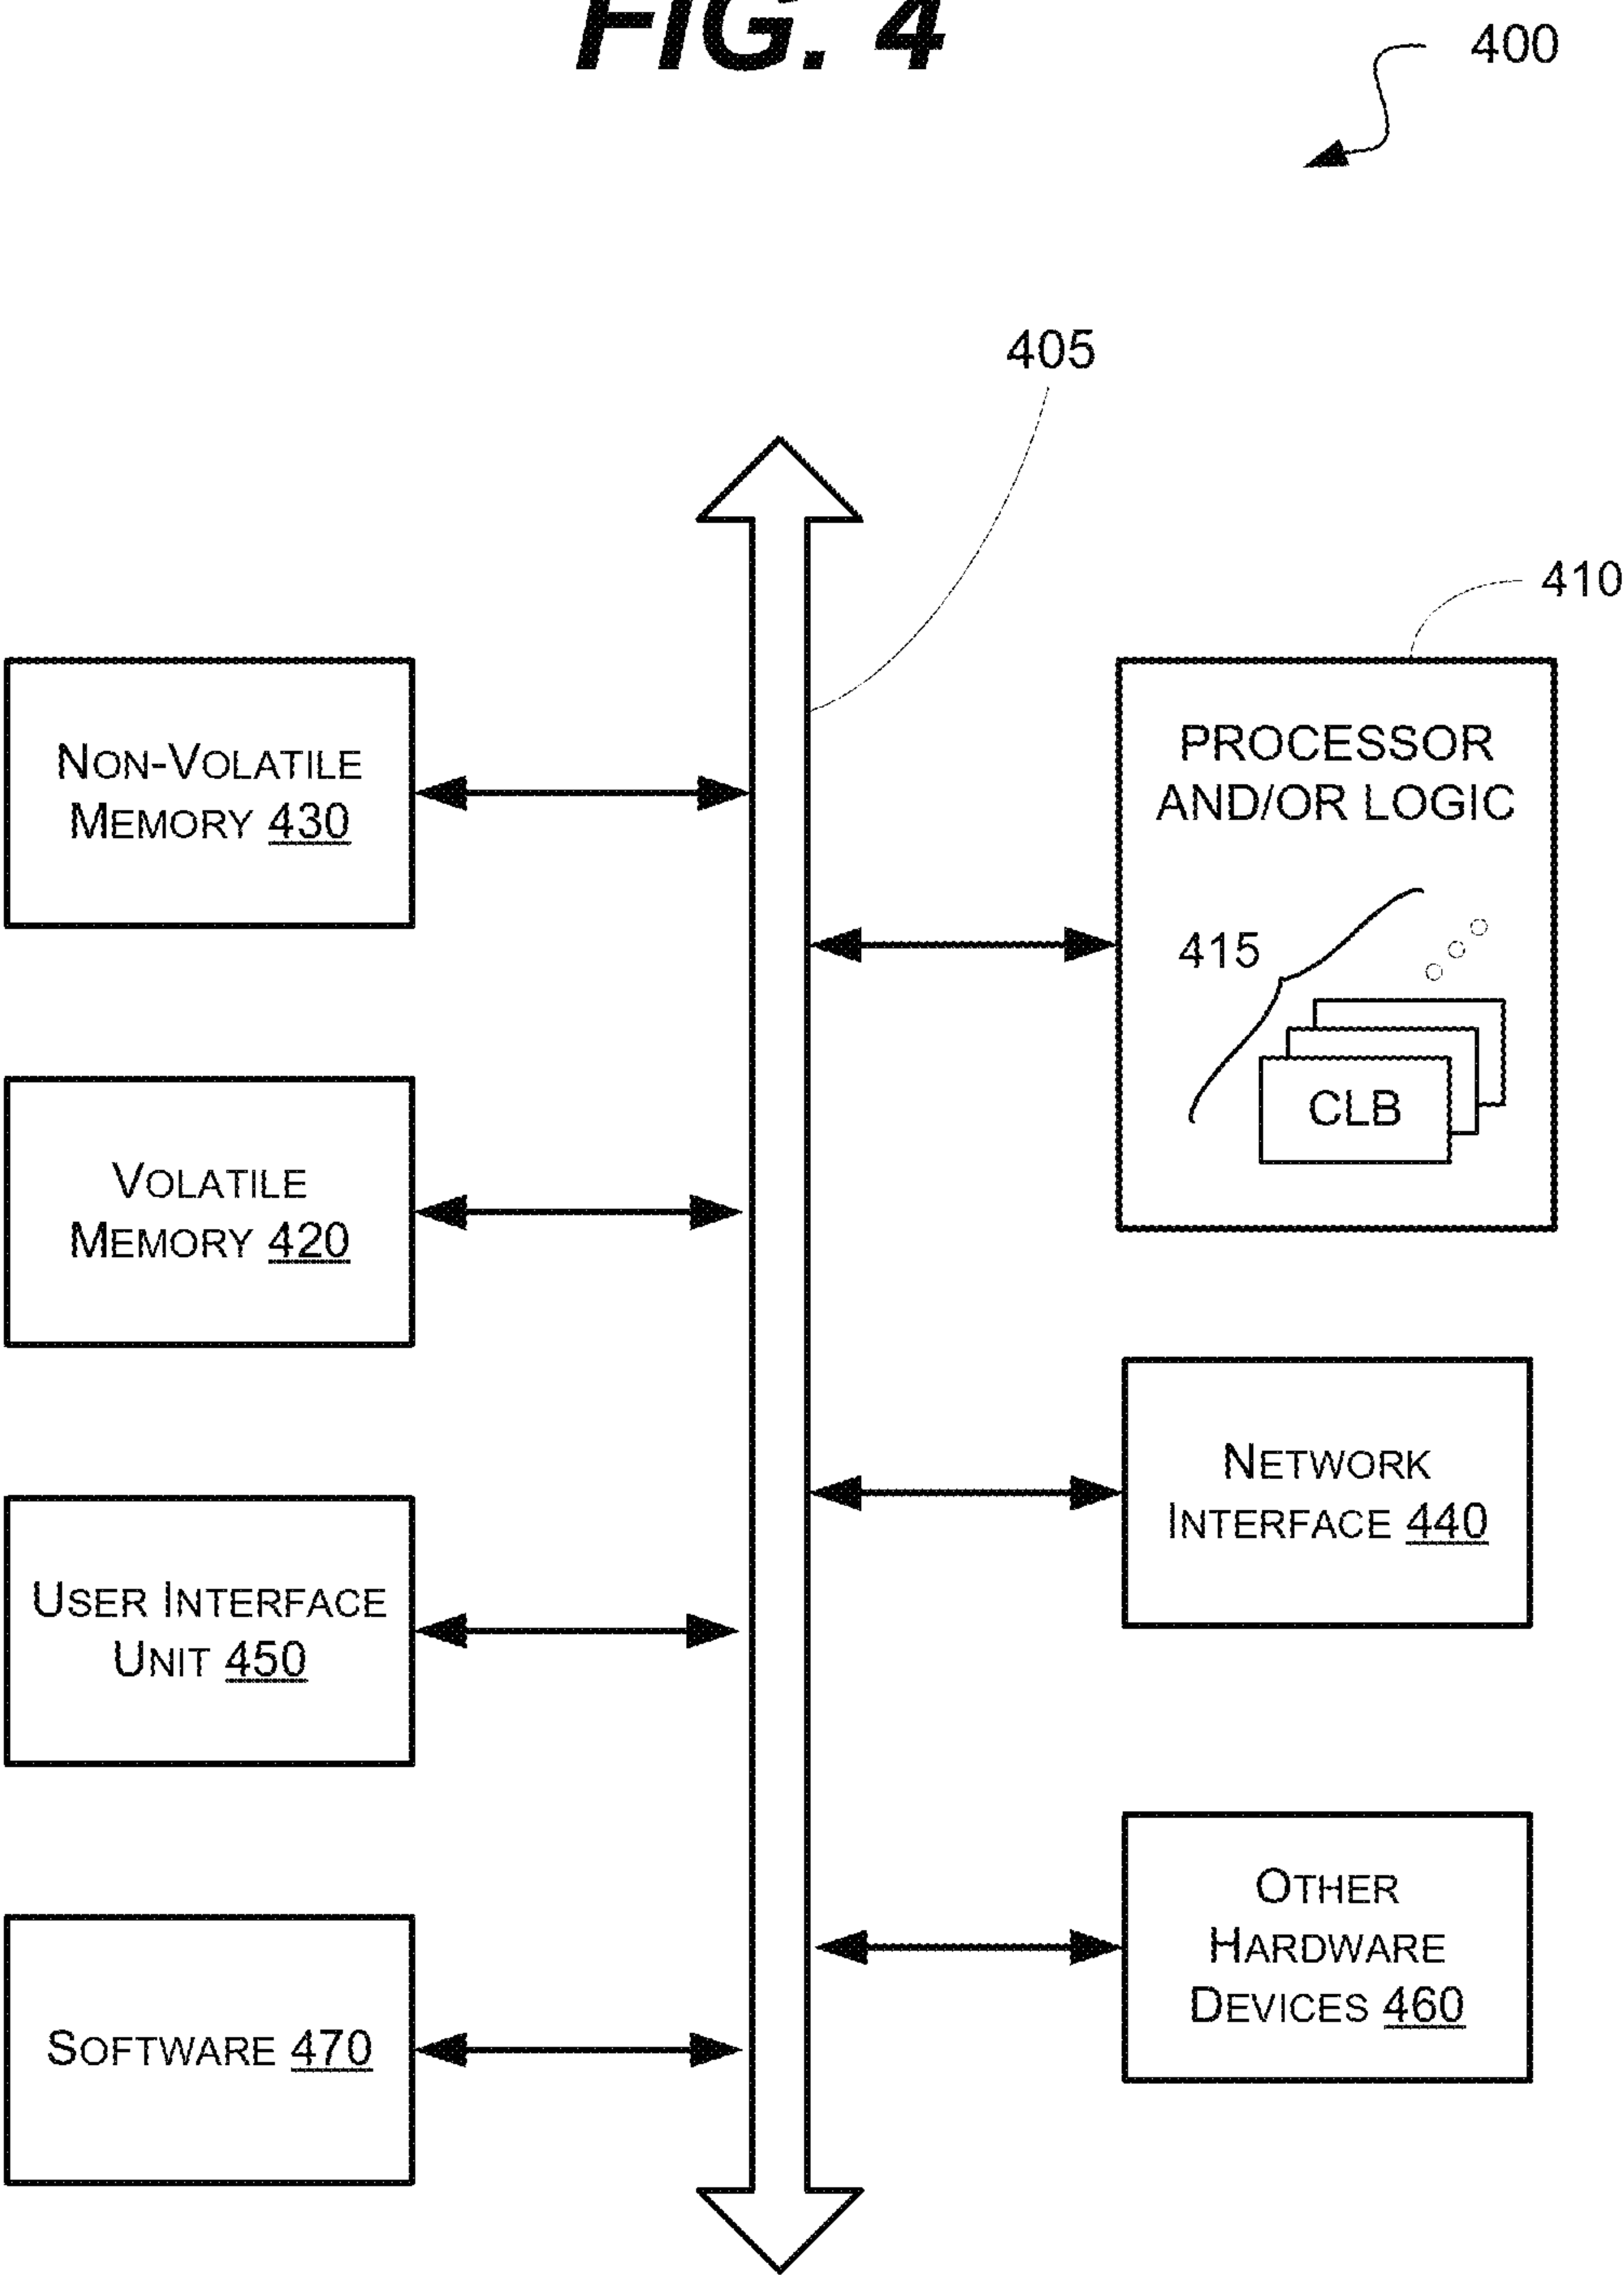 FIG. 4
400
405
410
NON-VOLATILE
MEMORY 430
PROCESSOR
AND/OR LOGIC
415
CLB
VOLATILE
MEMORY 420
NETWORK
INTERFACE 440
USER INTERFACE
UNIT 450
OTHER
HARDWARE
DEVICES 460
SOFTWARE 470